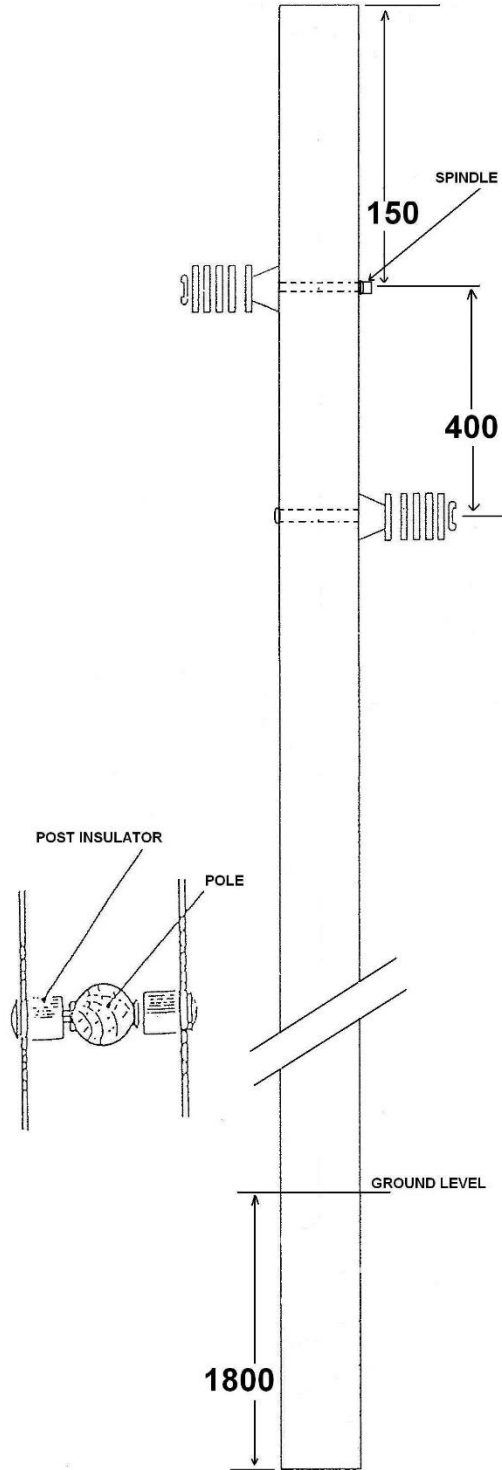 SPINDLE
150
400
POST INSULATOR
POLE
GROUND LEVEL
1800